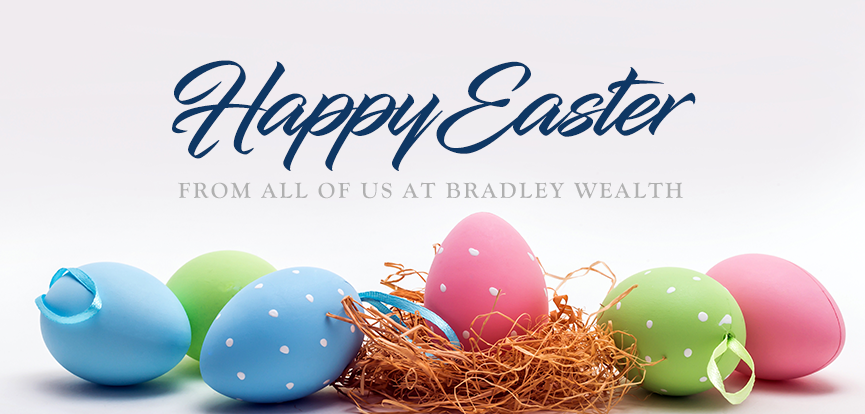 Happy Easter
FROM ALL OF US AT BRADLEY WEALTH